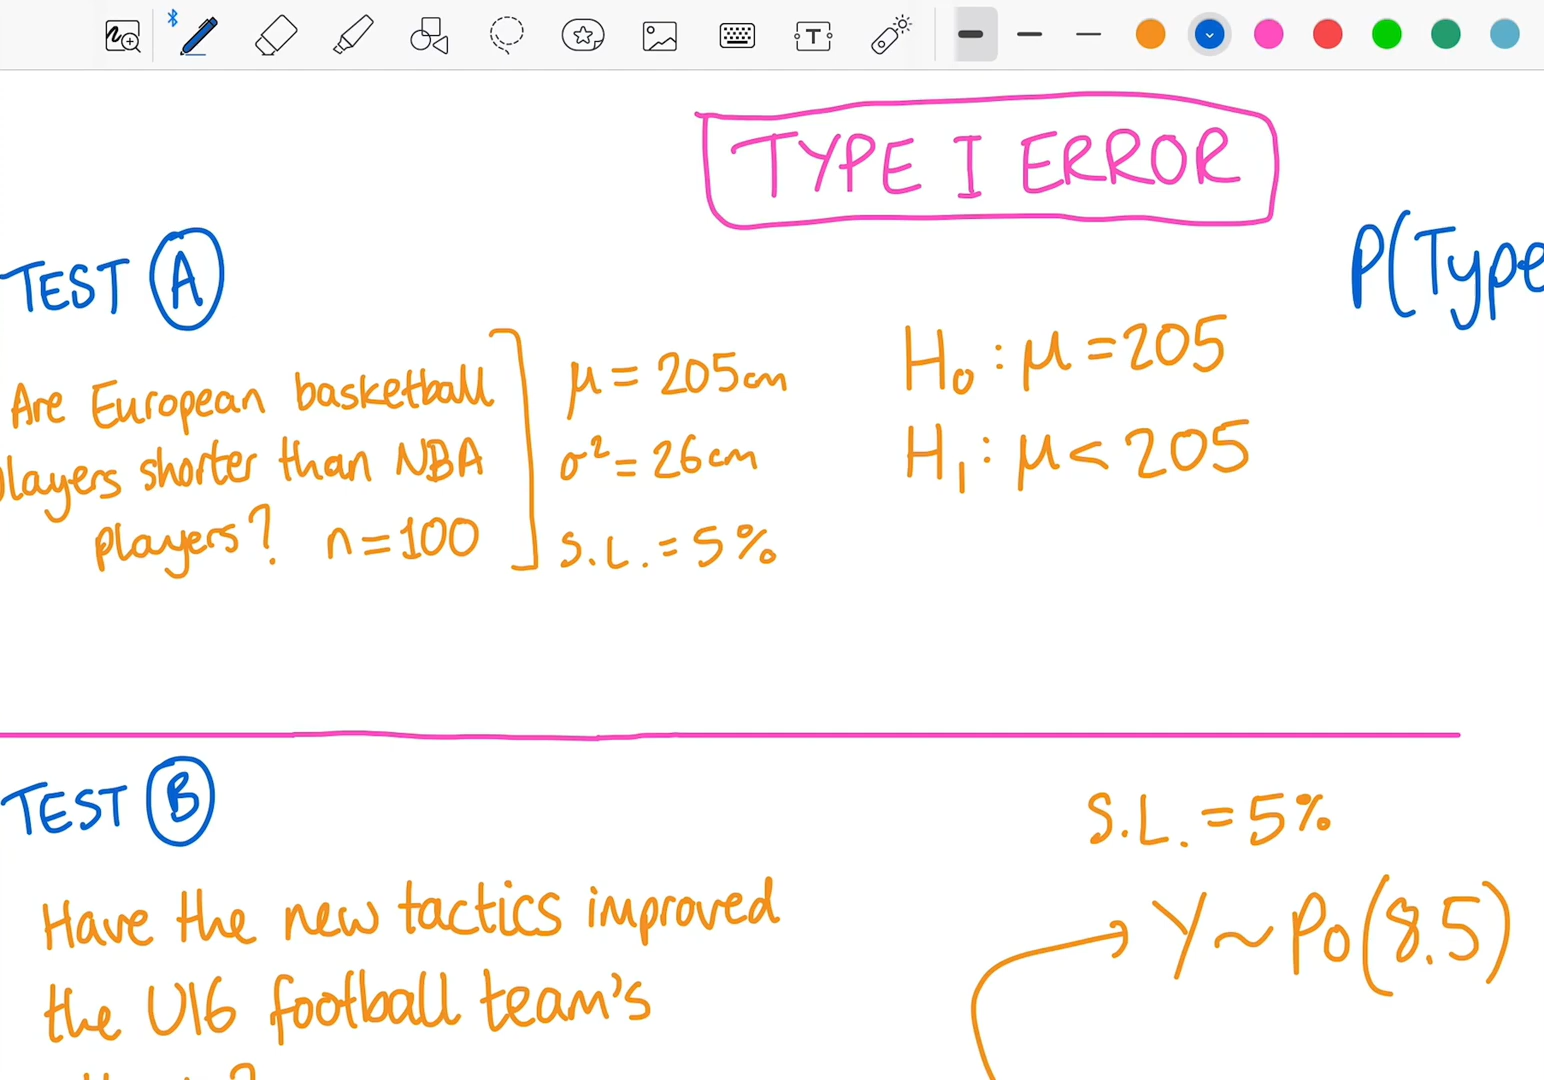 TYPE I ERROR
TEST A
P(Type
Are European basketball
players shorter than NBA
players? n=100
μ = 205cm
σ² = 26cm
S.L. = 5%
H₀ : μ = 205
H₁ : μ < 205
TEST B
Have the new tactics improved
the U16 football team's
S.L. = 5%
Y ~ Po(8.5)